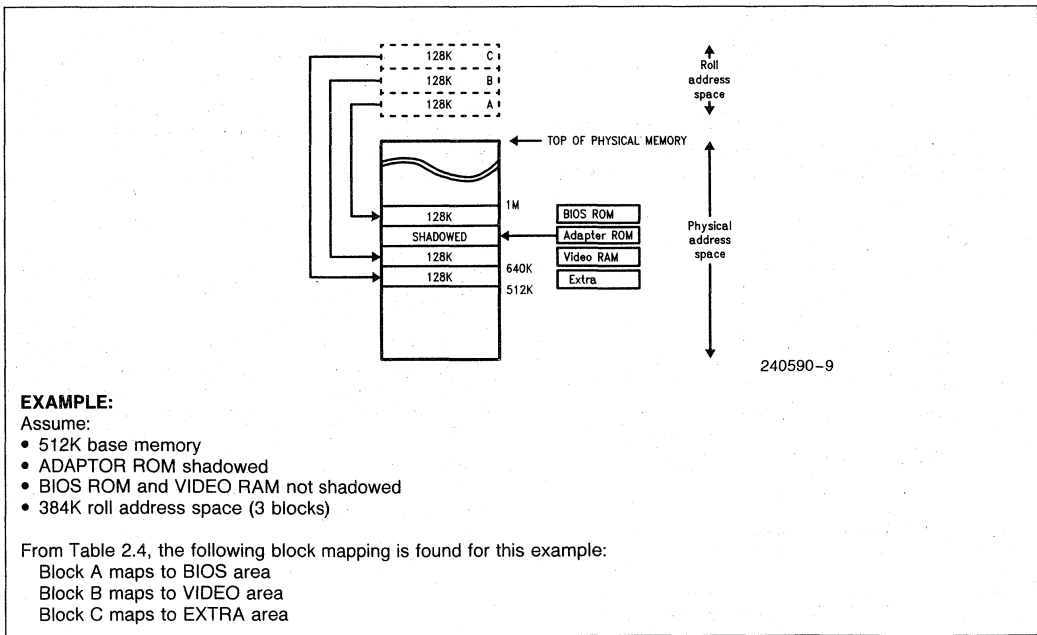 128K C
128K B
128K A
Roll
address
space
TOP OF PHYSICAL MEMORY
1M
128K
BIOS ROM
SHADOWED
Adapter ROM
128K
Video RAM
640K
128K
Extra
512K
Physical
address
space
240590-9
EXAMPLE:
Assume:
• 512K base memory
• ADAPTOR ROM shadowed
• BIOS ROM and VIDEO RAM not shadowed
• 384K roll address space (3 blocks)
From Table 2.4, the following block mapping is found for this example:
Block A maps to BIOS area
Block B maps to VIDEO area
Block C maps to EXTRA area